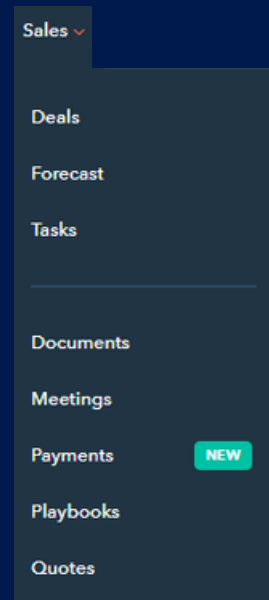 Sales
Deals
Forecast
Tasks
Documents
Meetings
Payments NEW
Playbooks
Quotes